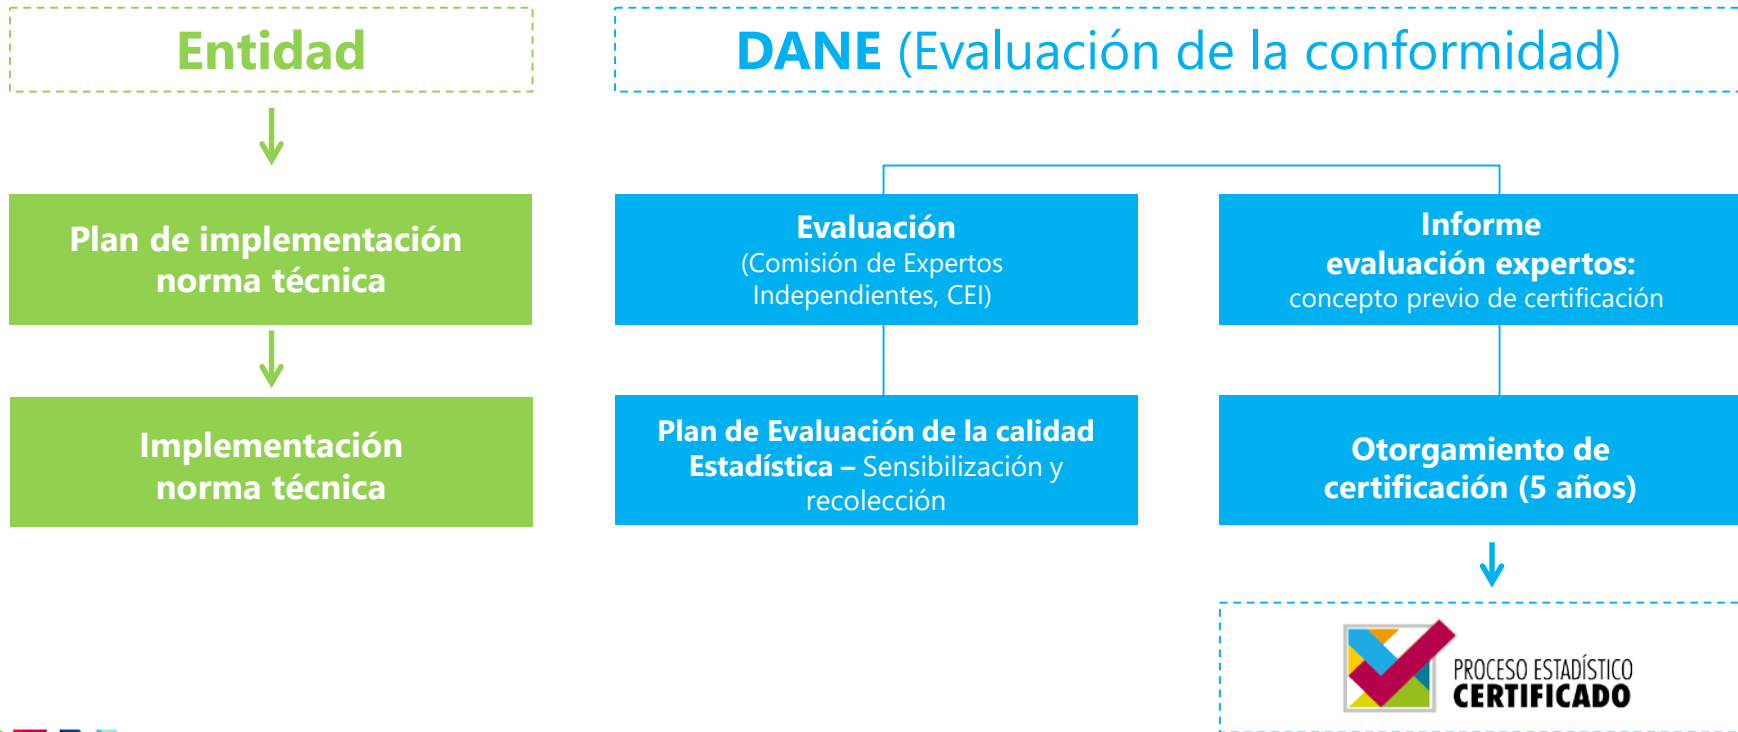 Entidad
DANE (Evaluación de la conformidad)
Plan de implementación
norma técnica
Implementación
norma técnica
Evaluación
(Comisión de Expertos
Independientes, CEI)
Plan de Evaluación de la calidad
Estadística – Sensibilización y
recolección
Informe
evaluación expertos:
concepto previo de certificación
Otorgamiento de
certificación (5 años)
PROCESO ESTADÍSTICO
CERTIFICADO